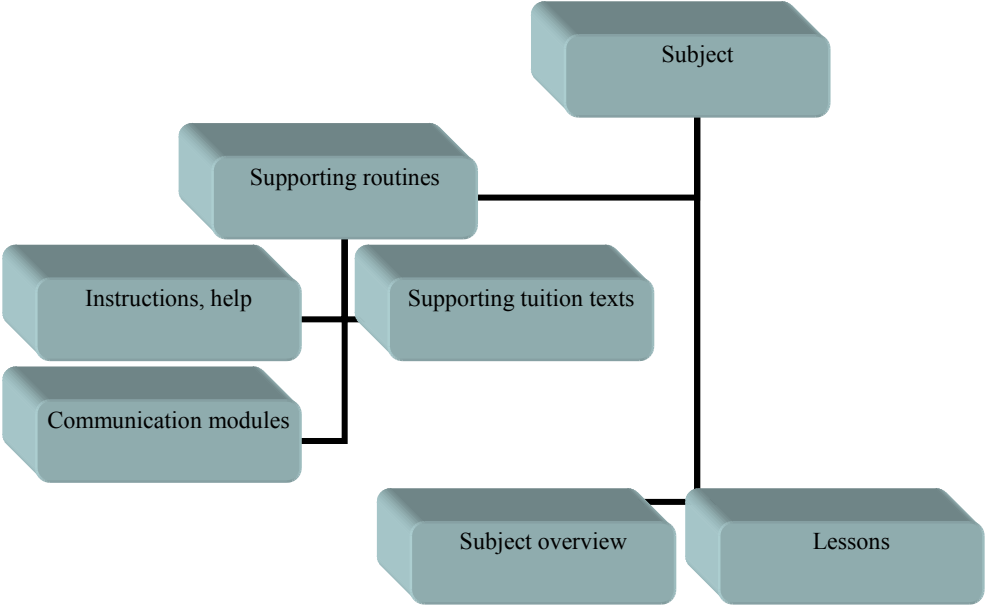 Subject
Supporting routines
Instructions, help
Supporting tuition texts
Communication modules
Subject overview
Lessons